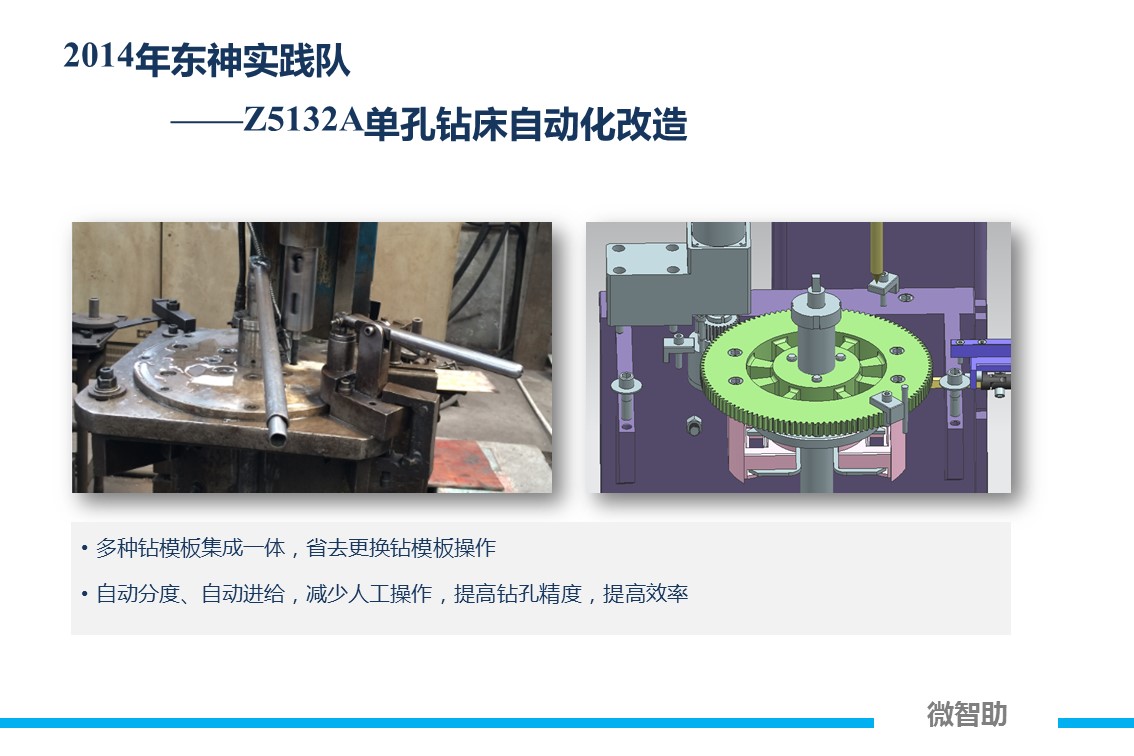 2014年东神实践队
——Z5132A单孔钻床自动化改造
• 多种钻模板集成一体，省去更换钻模板操作
• 自动分度、自动进给，减少人工操作，提高钻孔精度，提高效率
微智助